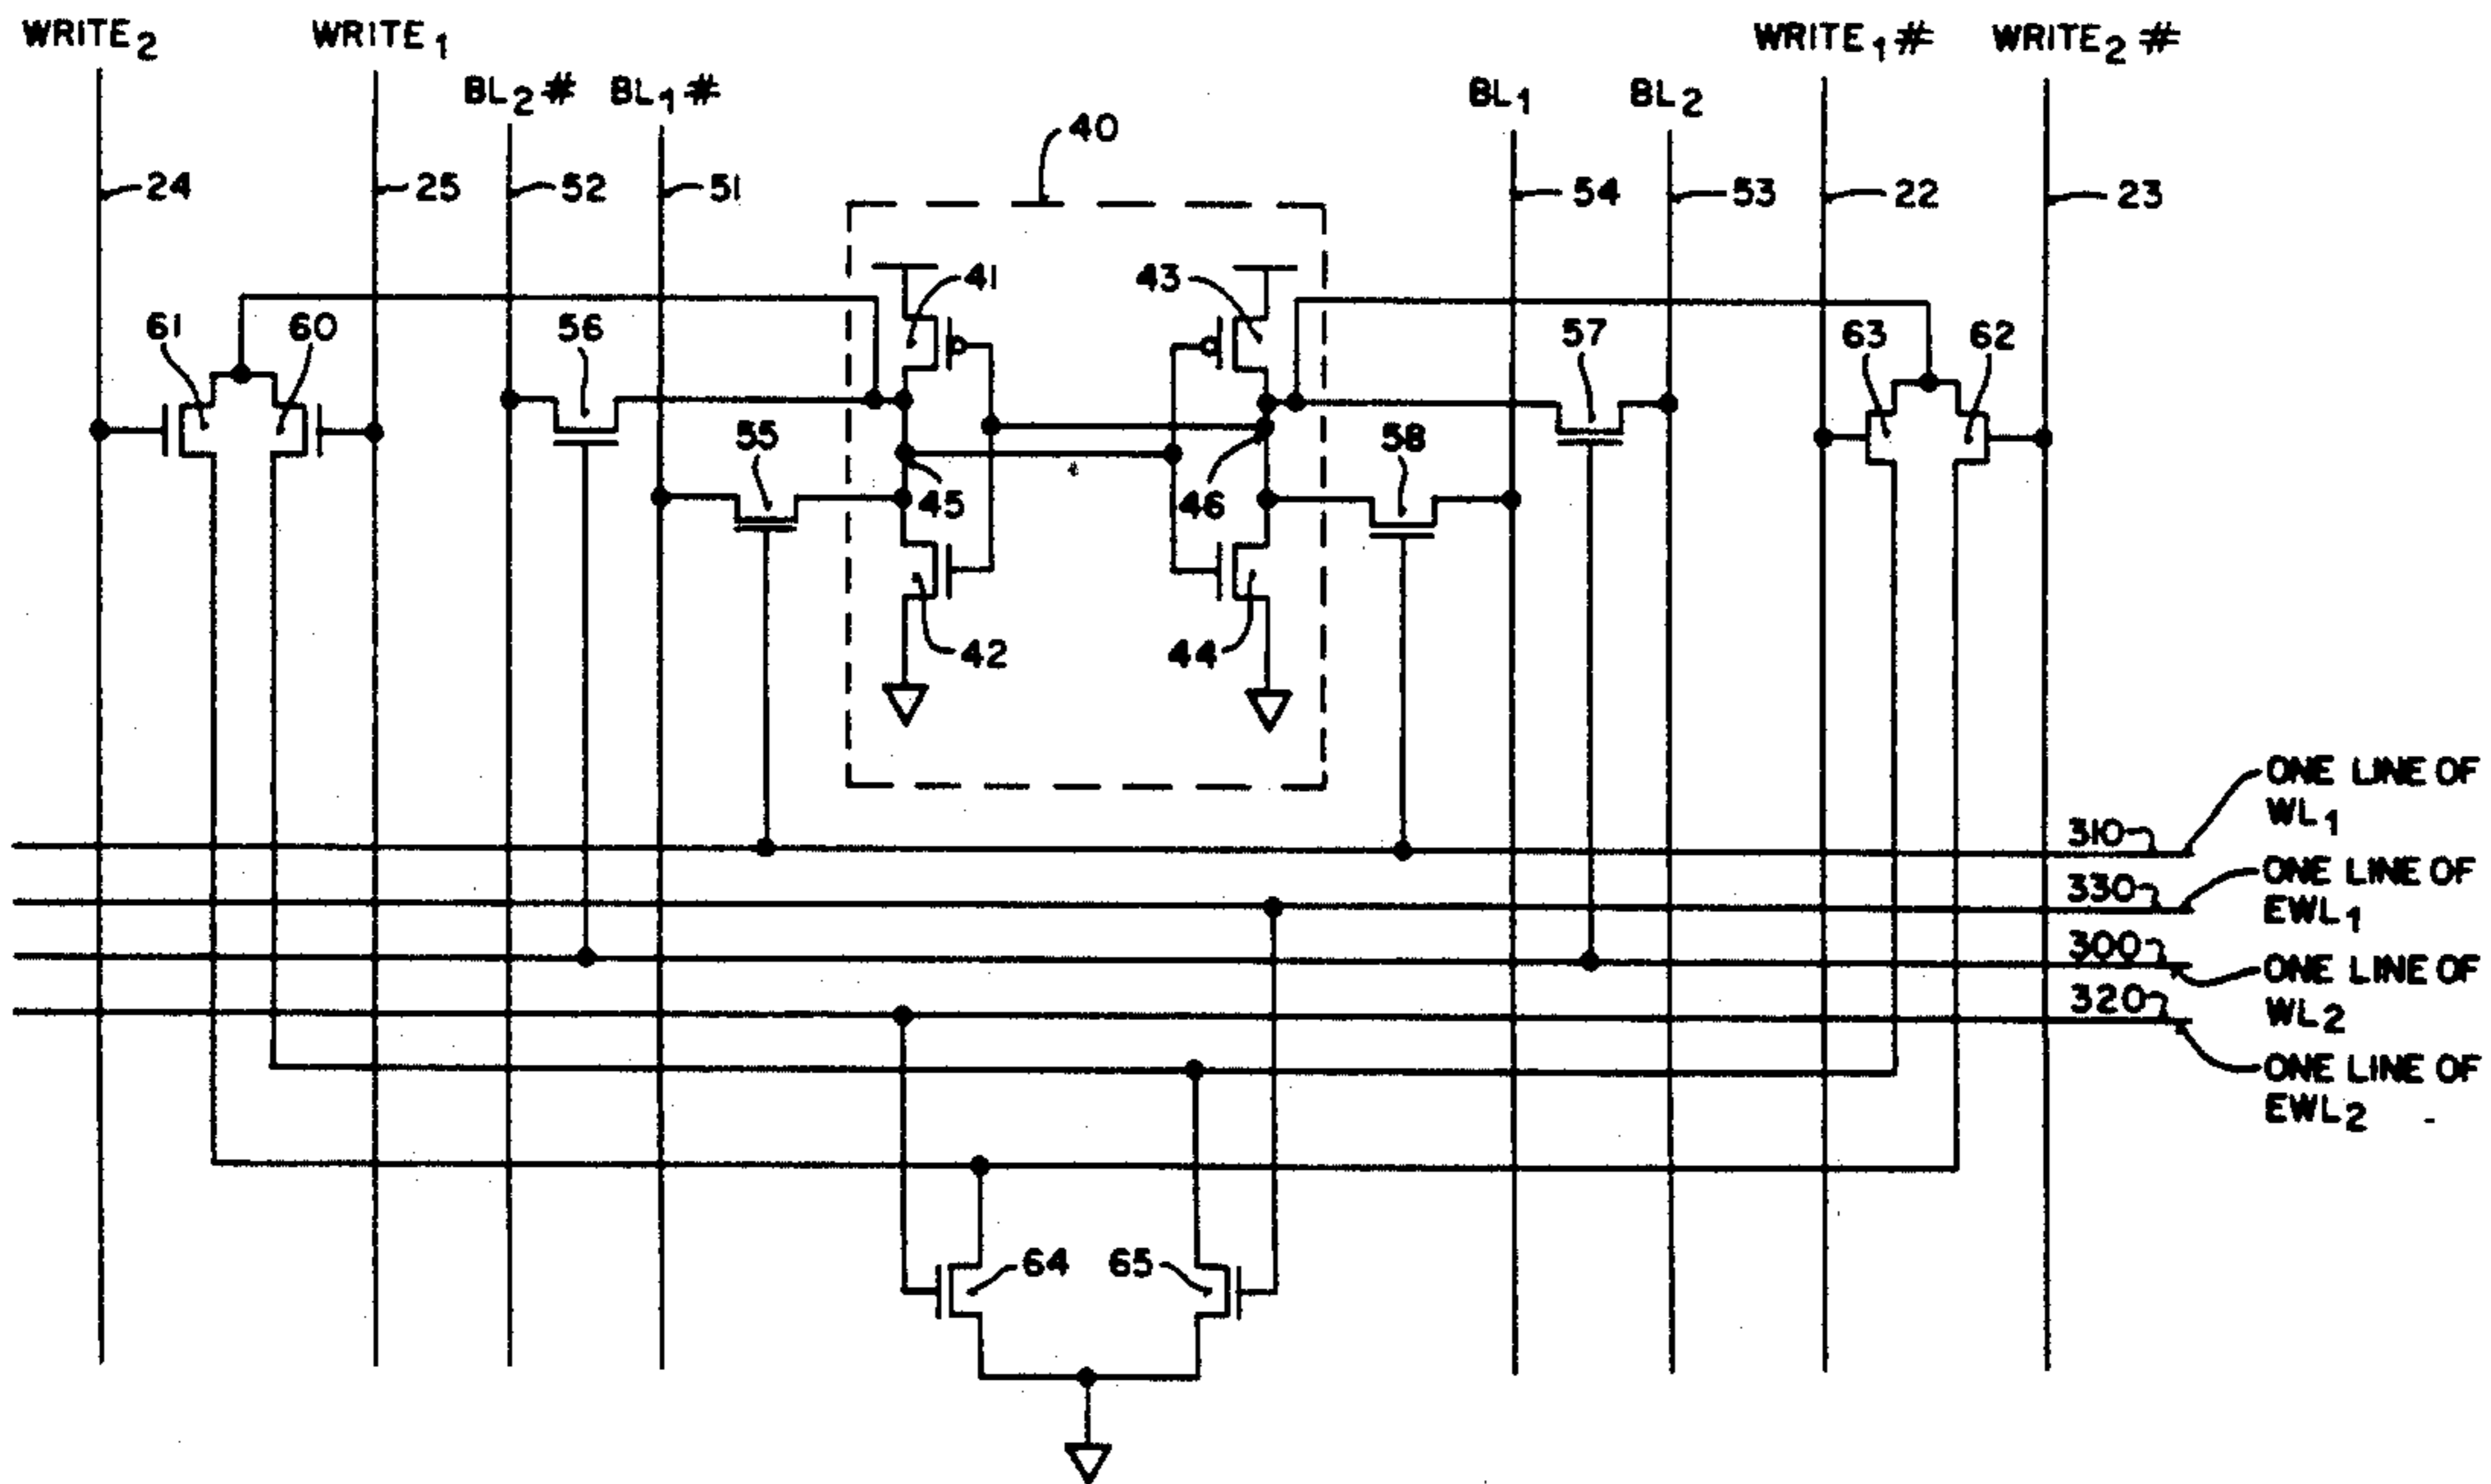 WRITE2 WRITE1 WRITE1# WRITE2#
BL2# BL1# BL1 BL2
40
24 25 52 51 54 53 22 23
41 43
61 60 56 57 63 62
55 58
45 46
42 44
310 ONE LINE OF
WL1
330 ONE LINE OF
EWL1
300 ONE LINE OF
WL2
320 ONE LINE OF
EWL2
64 65